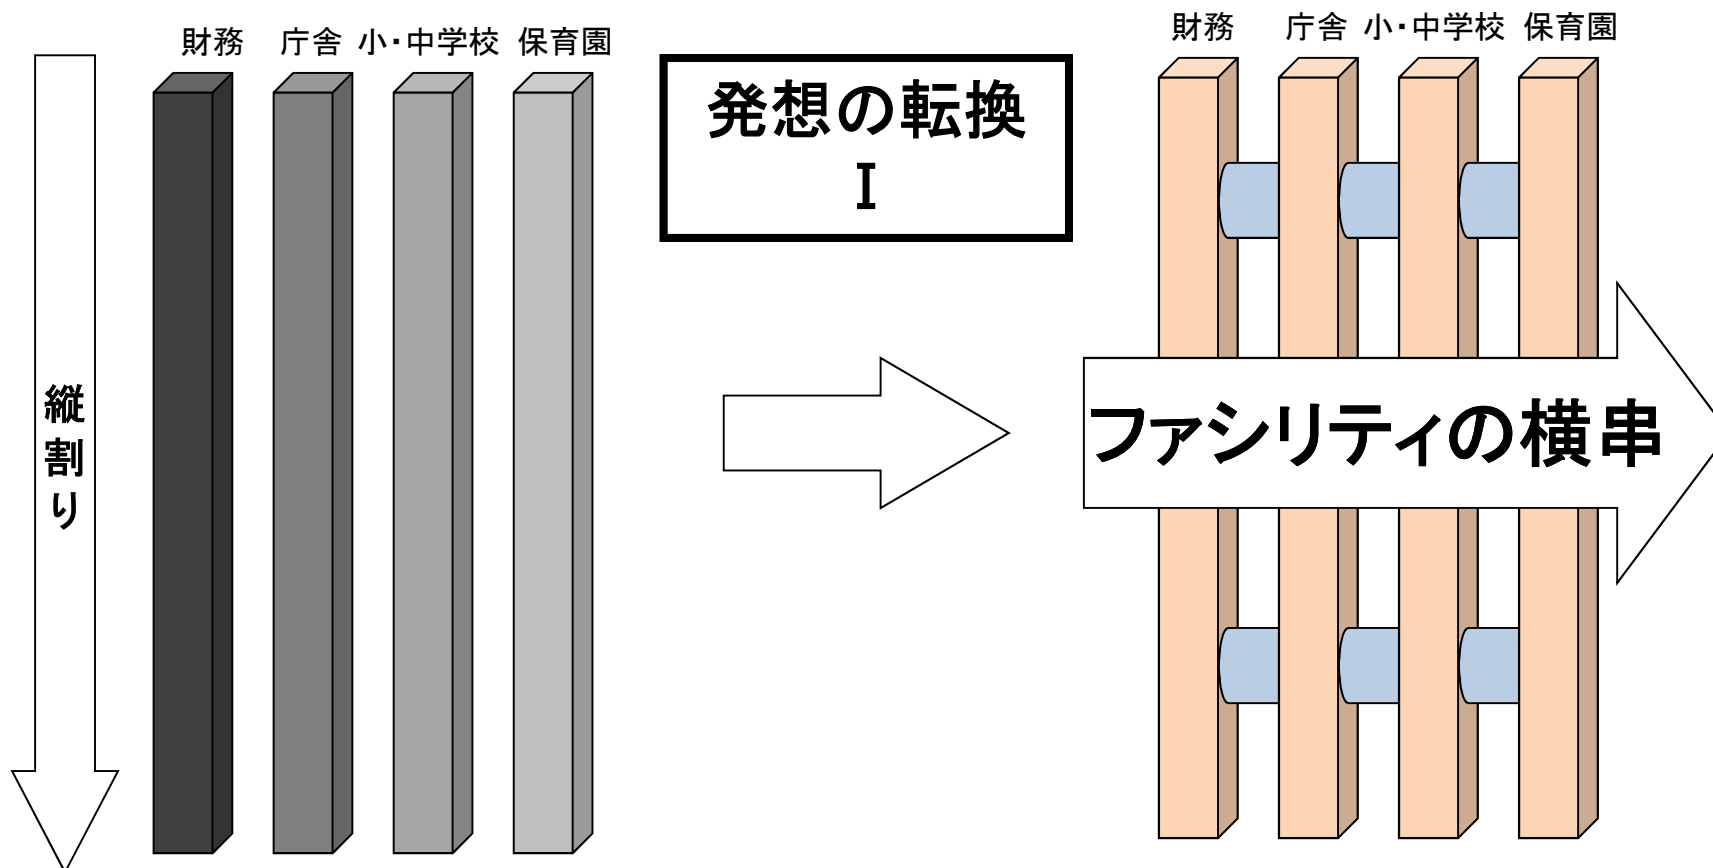 財務
庁舎
小・中学校
保育園
縦割り
発想の転換
Ⅰ
財務
庁舎
小・中学校
保育園
ファシリティの横串